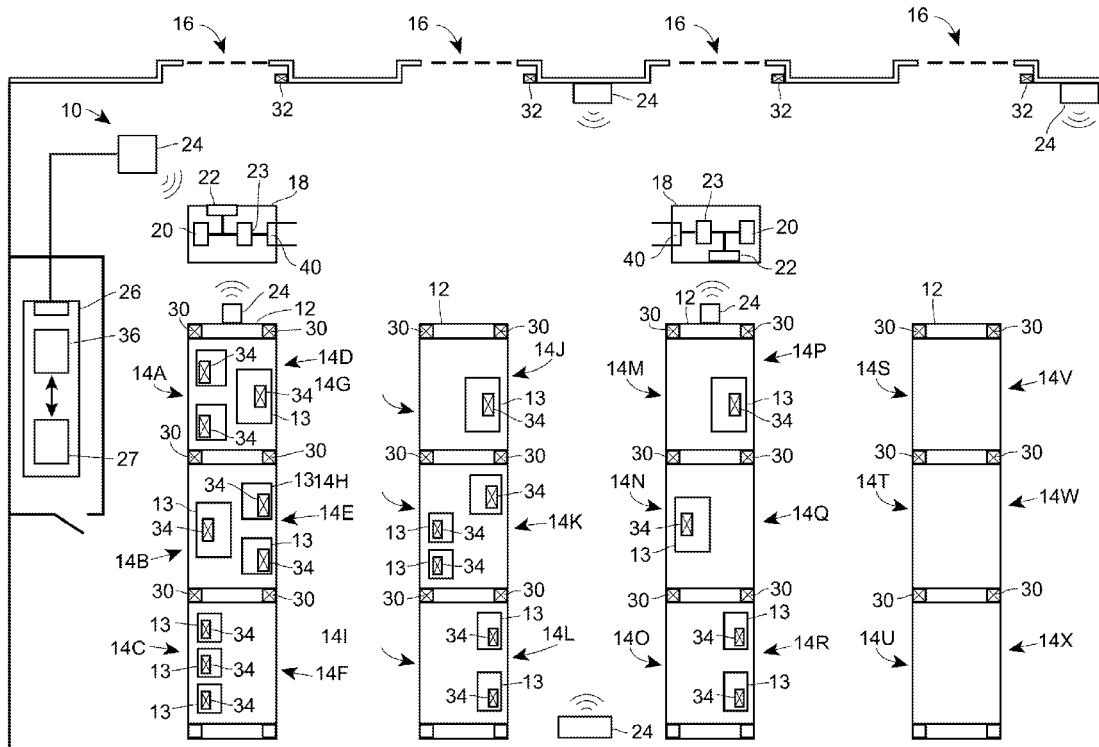 16 16 16 16
32 32 32 32
10 24 24 24
22 23 18 18 23
20 40 40 20 22
26 24 12 12 12 24 12
36 30 30 30 30 30 30
27 34 14D 14J 14P
14A 14G 14M 14S 14V
34 13 13 34 13 34
34
30 30 30 30 30 30
34 13 14H 34 14N 14T 14W
13 34 14E 13 34 14K 34 14Q
14B 13 34 13 34 13
30 30 30 30 30 30
13 34 14I 13 13
14C 34 34 14L 14O 34 14R 14U 14X
13 34 14F 13 13
13 34 34 34
24